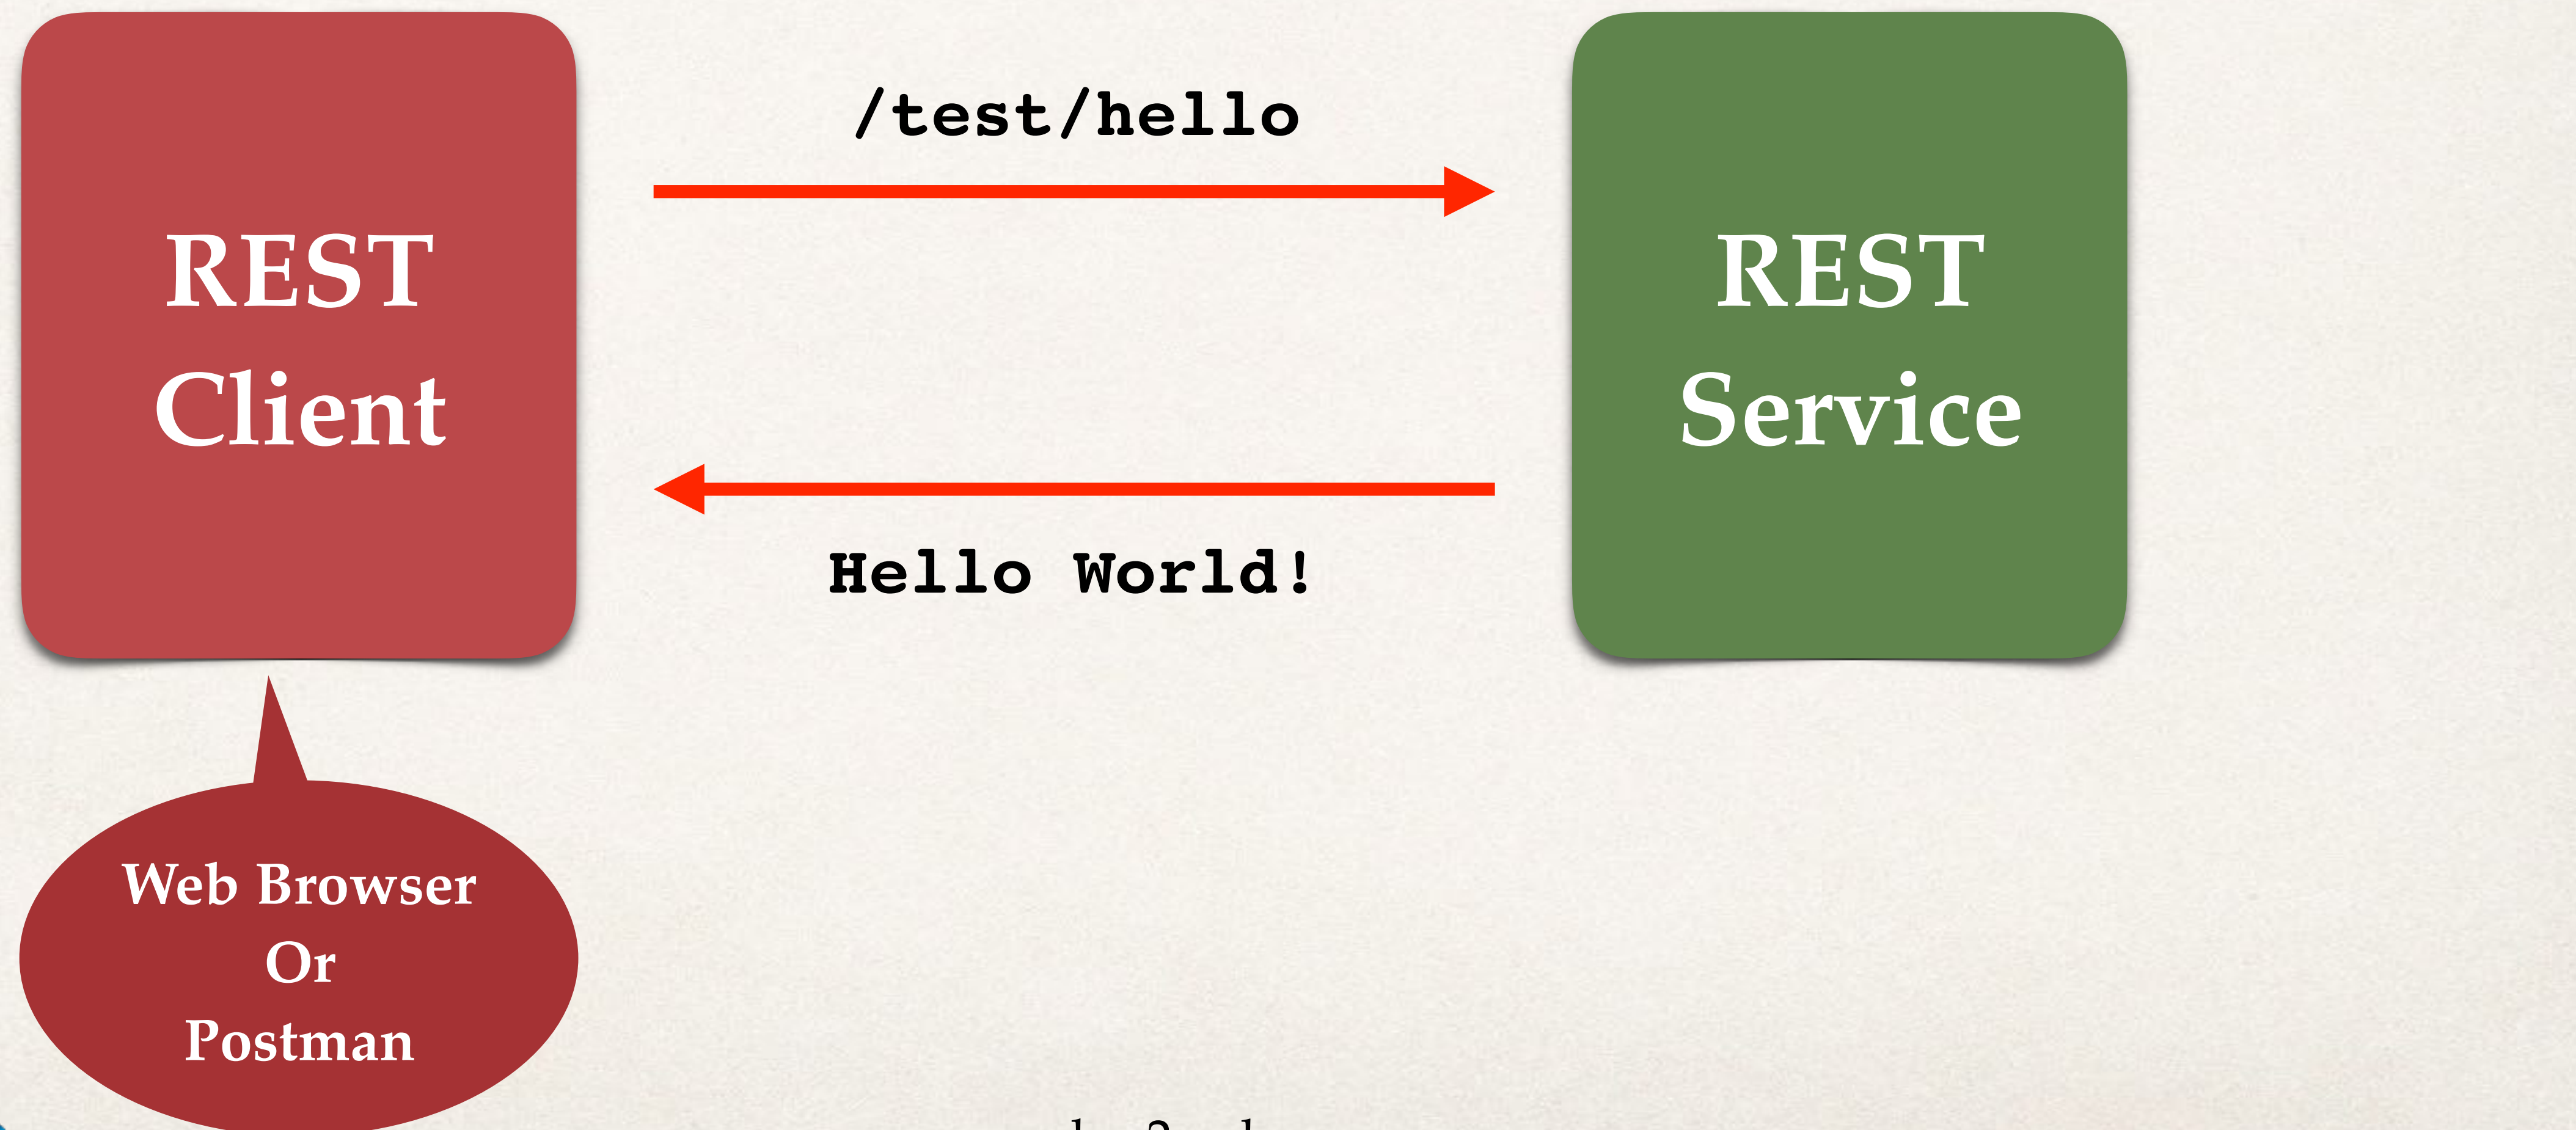 REST
Client
/test/hello
Hello World!
REST
Service
Web Browser
Or
Postman